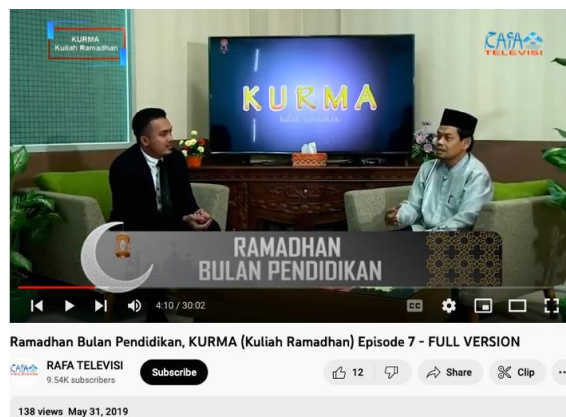 KURMA
Kuliah Ramadhan
RAFA
TELEVISI
KURMA
kuliah ramadhan
RAMADHAN
BULAN PENDIDIKAN
4:10 / 30:02
CC
Ramadhan Bulan Pendidikan, KURMA (Kuliah Ramadhan) Episode 7 - FULL VERSION
RAFA TELEVISI
9.54K subscribers
Subscribe
12
Share
Clip
138 views May 31, 2019